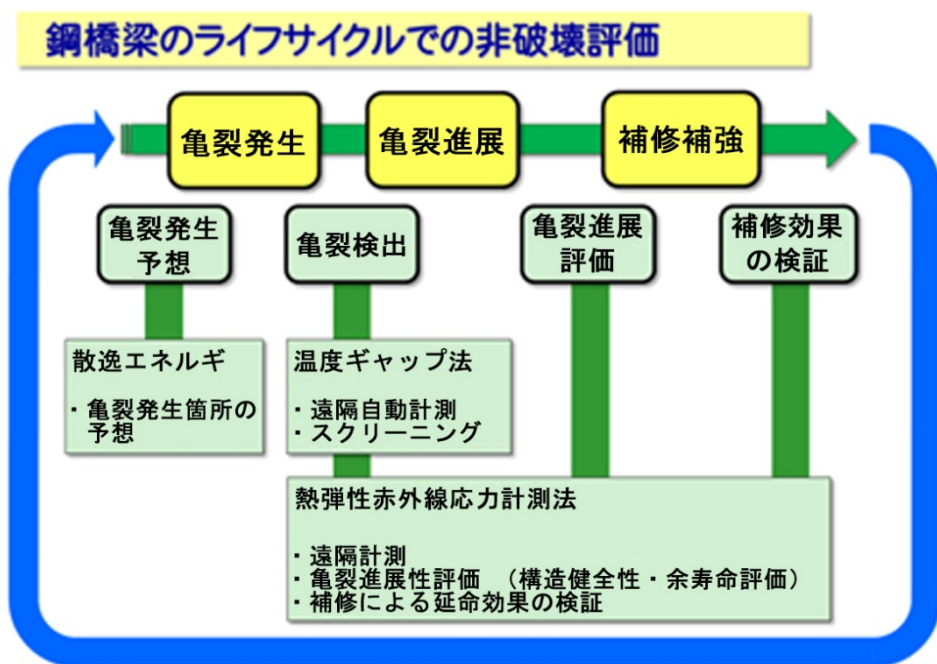 鋼橋梁のライフサイクルでの非破壊評価
亀裂発生
亀裂進展
補修補強
亀裂発生
予想
亀裂検出
亀裂進展
評価
補修効果
の検証
散逸エネルギ
・亀裂発生箇所の
予想
温度ギャップ法
・遠隔自動計測
・スクリーニング
熱弾性赤外線応力計測法
・遠隔計測
・亀裂進展性評価 （構造健全性・余寿命評価）
・補修による延命効果の検証